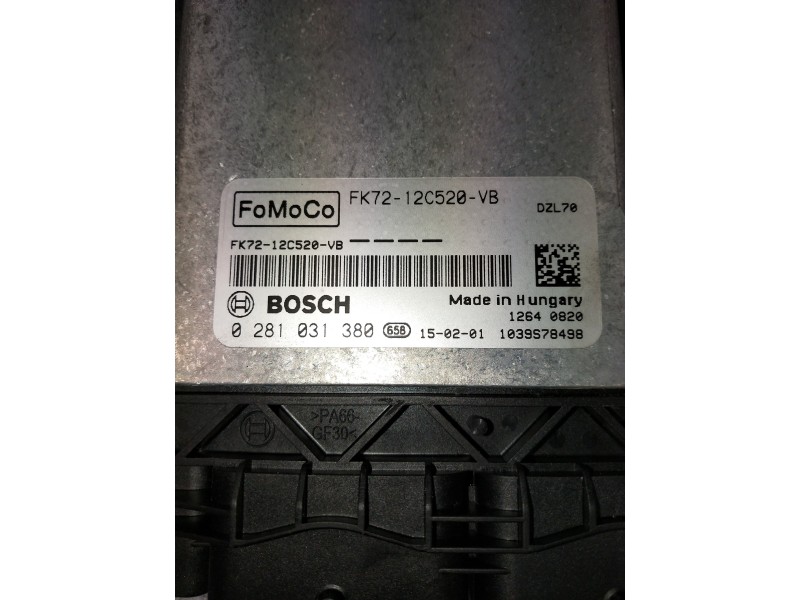 FoMoCo
FK72-12C520-VB
DZL70
FK72-12C520-VB
BOSCH
Made in Hungary
1264 0820
0 281 031 380 656 15-02-01 1039S78498
>PA66-
GF30<